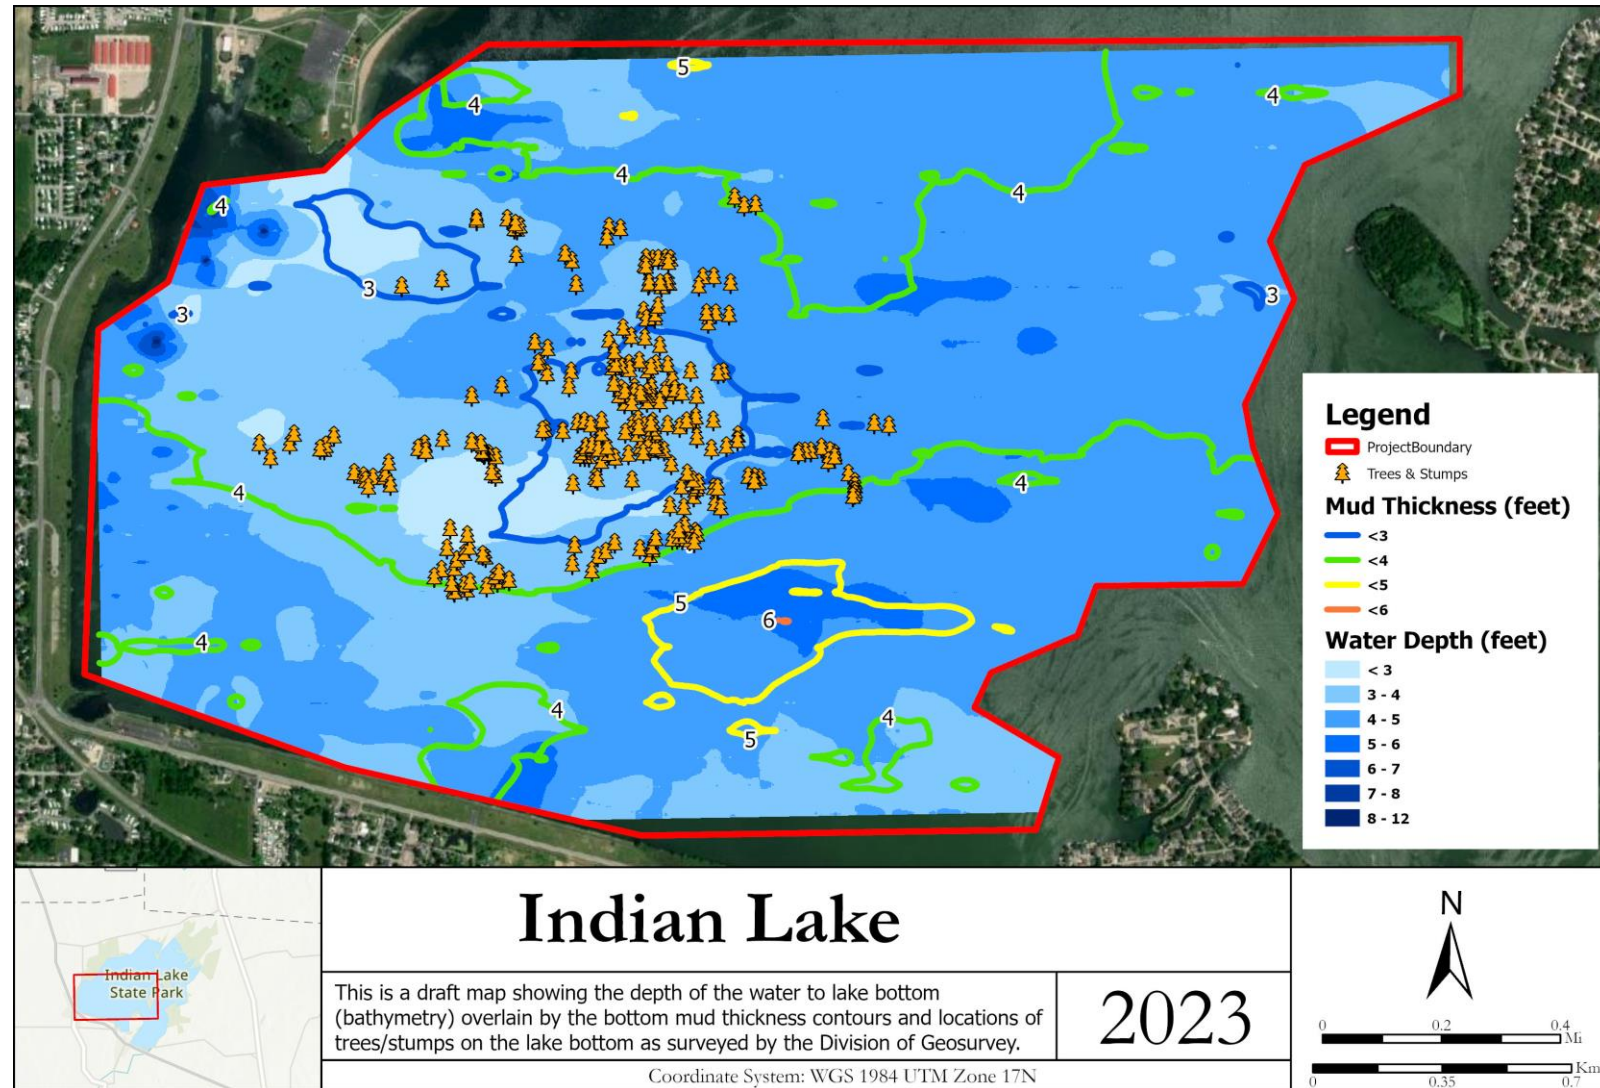 5
4
4
4
4
4
3
3
3
4
4
5
6
4
4
4
5
Legend
ProjectBoundary
Trees & Stumps
Mud Thickness (feet)
<3
<4
<5
<6
Water Depth (feet)
< 3
3 - 4
4 - 5
5 - 6
6 - 7
7 - 8
8 - 12
Indian Lake
State Park
Indian Lake
This is a draft map showing the depth of the water to lake bottom
(bathymetry) overlain by the bottom mud thickness contours and locations of
trees/stumps on the lake bottom as surveyed by the Division of Geosurvey.
2023
Coordinate System: WGS 1984 UTM Zone 17N
N
0 0.2 0.4
Mi
Km
0 0.35 0.7